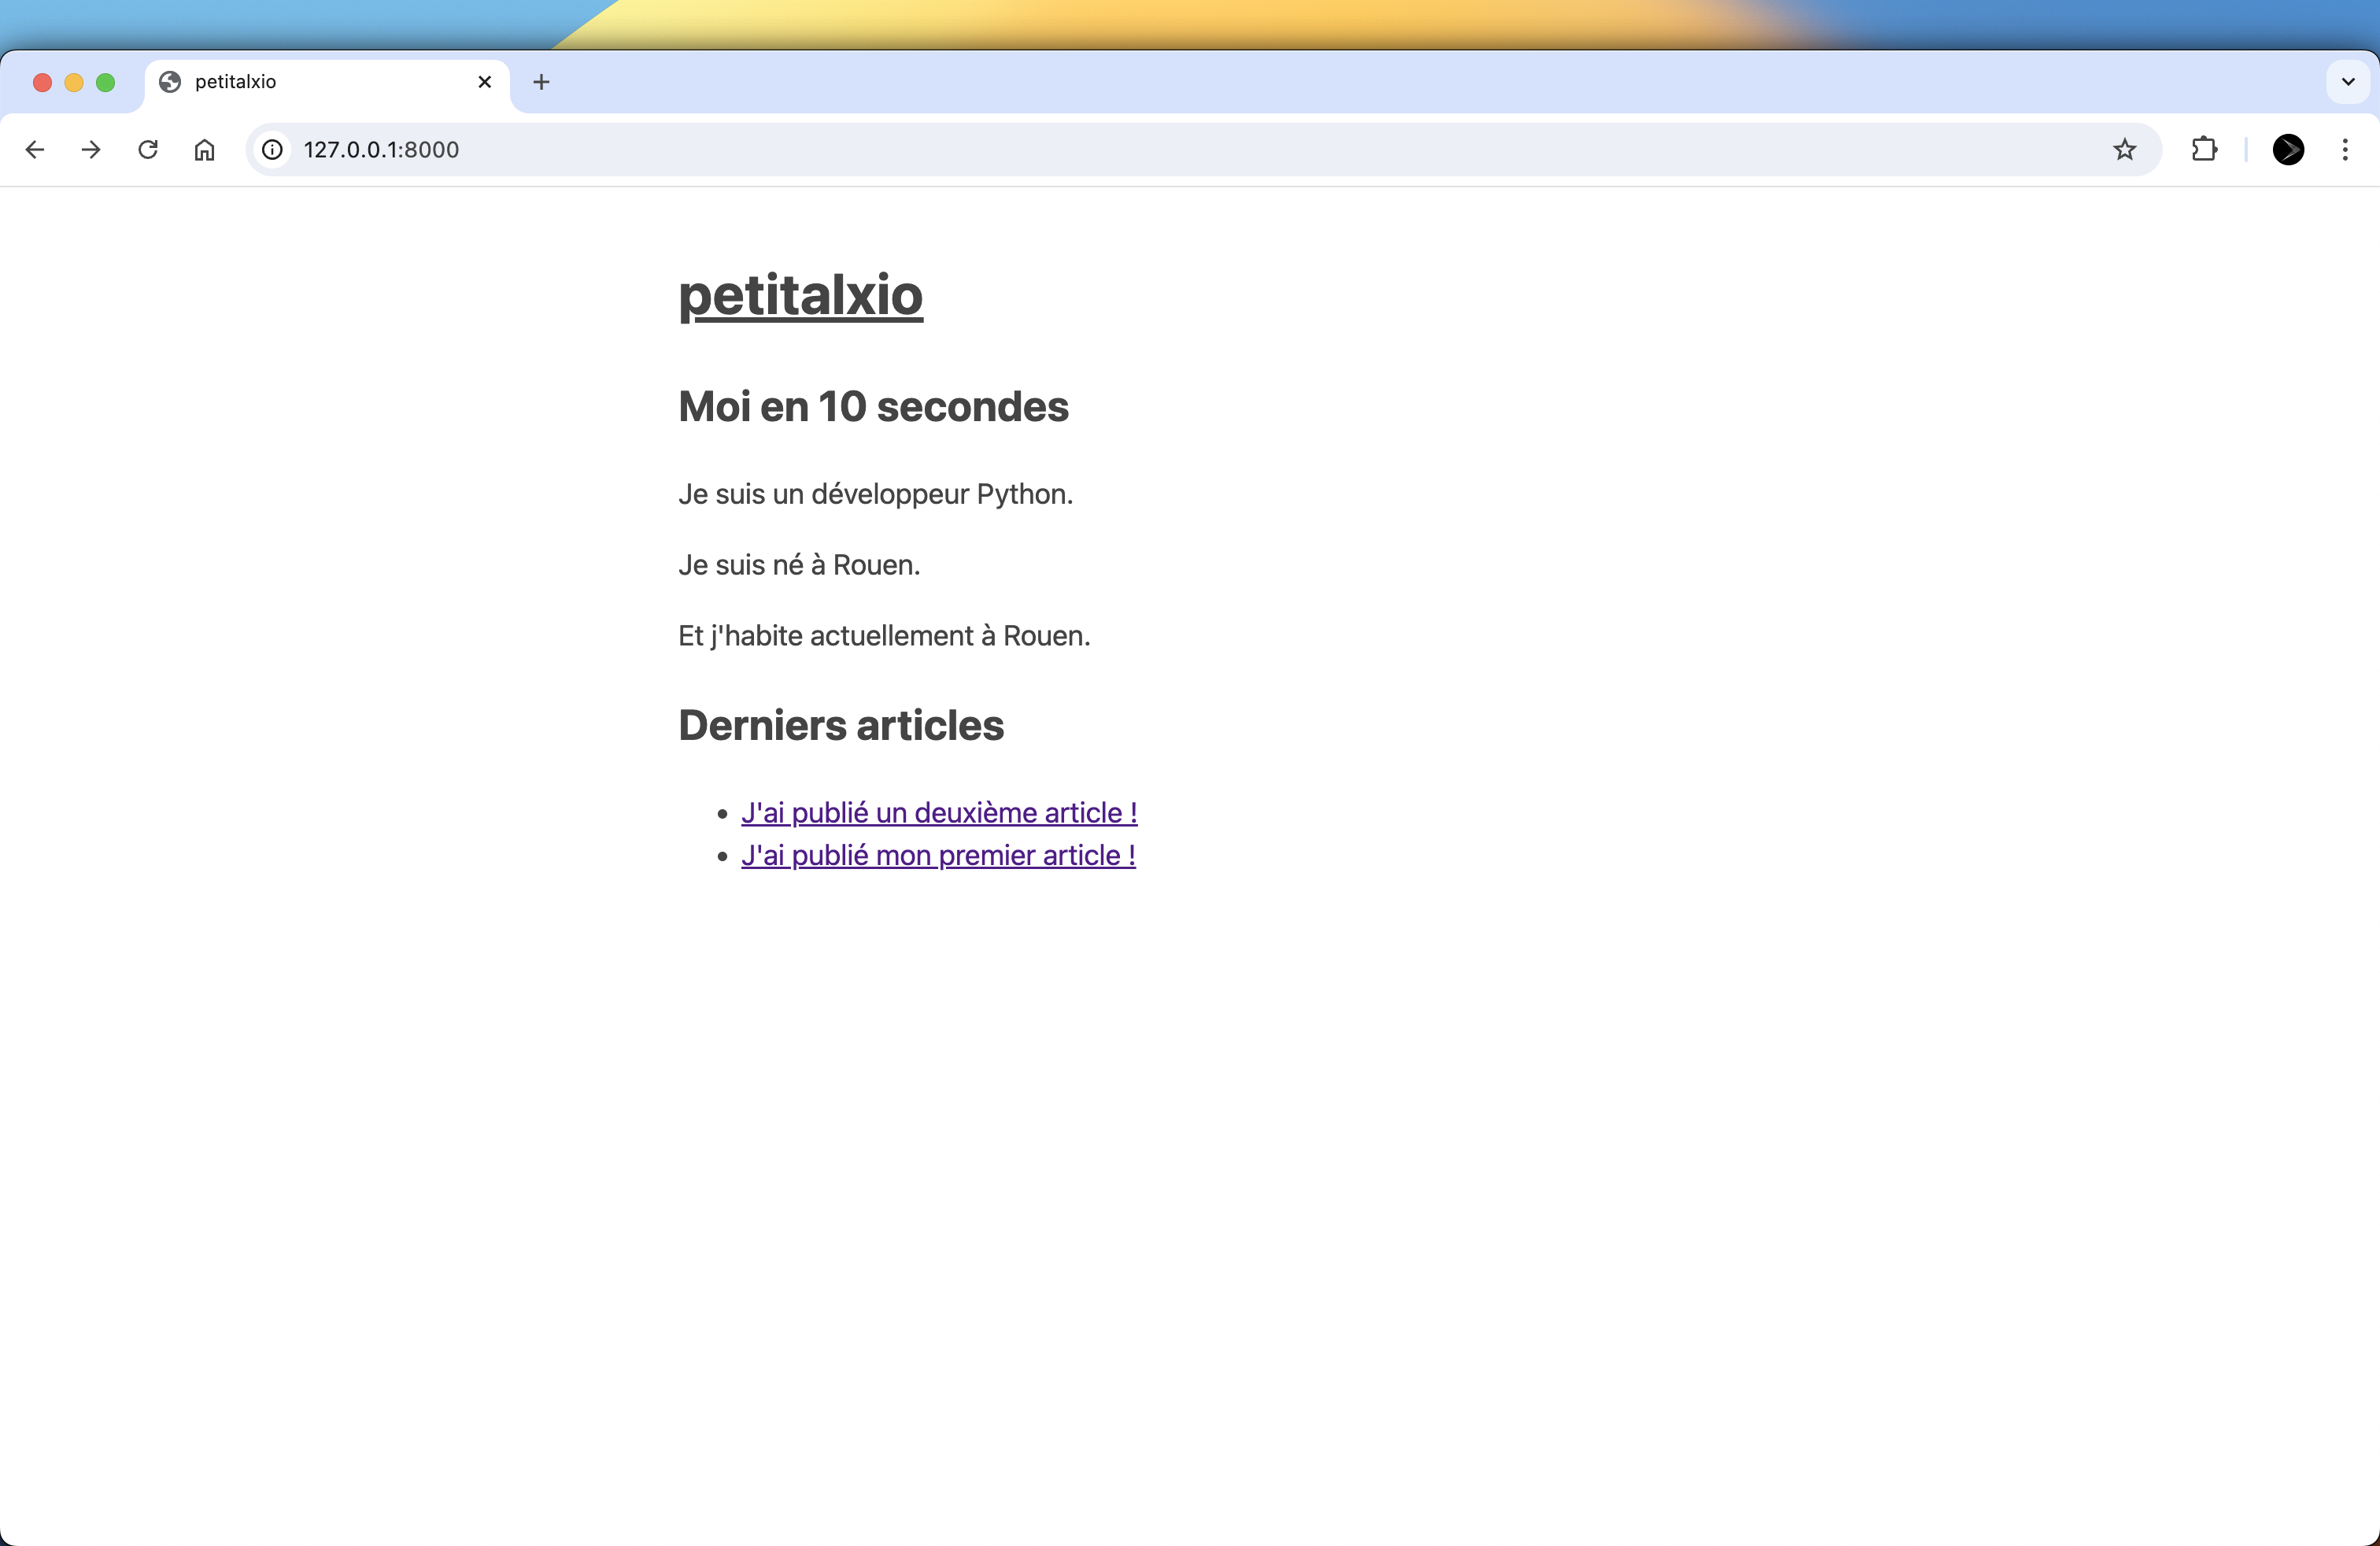 petitalxio
127.0.0.1:8000
petitalxio
Moi en 10 secondes
Je suis un développeur Python.
Je suis né à Rouen.
Et j'habite actuellement à Rouen.
Derniers articles
J'ai publié un deuxième article !
J'ai publié mon premier article !